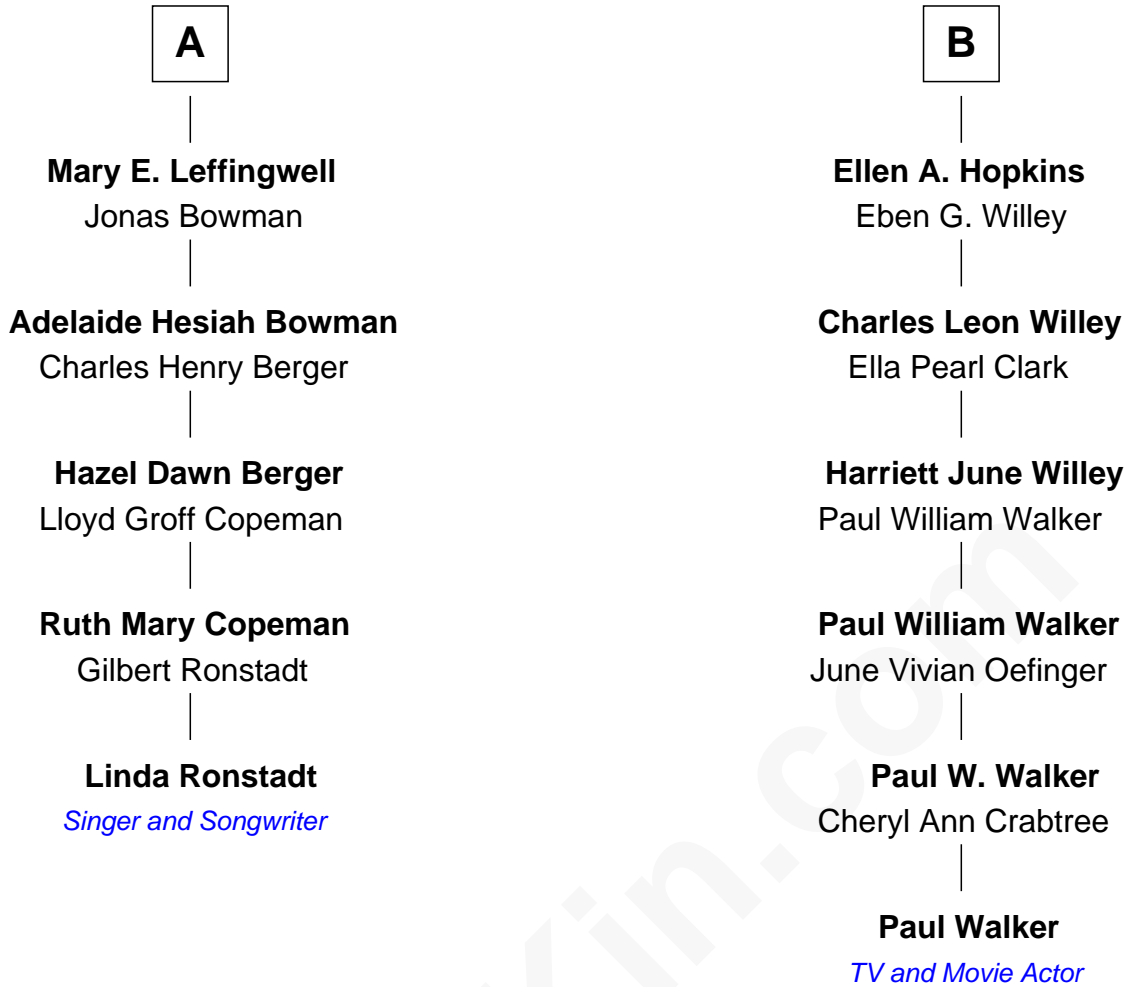 A
Mary E. Leffingwell
Jonas Bowman
Adelaide Hesiah Bowman
Charles Henry Berger
Hazel Dawn Berger
Lloyd Groff Copeman
Ruth Mary Copeman
Gilbert Ronstadt
Linda Ronstadt
Singer and Songwriter
B
Ellen A. Hopkins
Eben G. Willey
Charles Leon Willey
Ella Pearl Clark
Harriett June Willey
Paul William Walker
Paul William Walker
June Vivian Oefinger
Paul W. Walker
Cheryl Ann Crabtree
Paul Walker
TV and Movie Actor
Kin.com